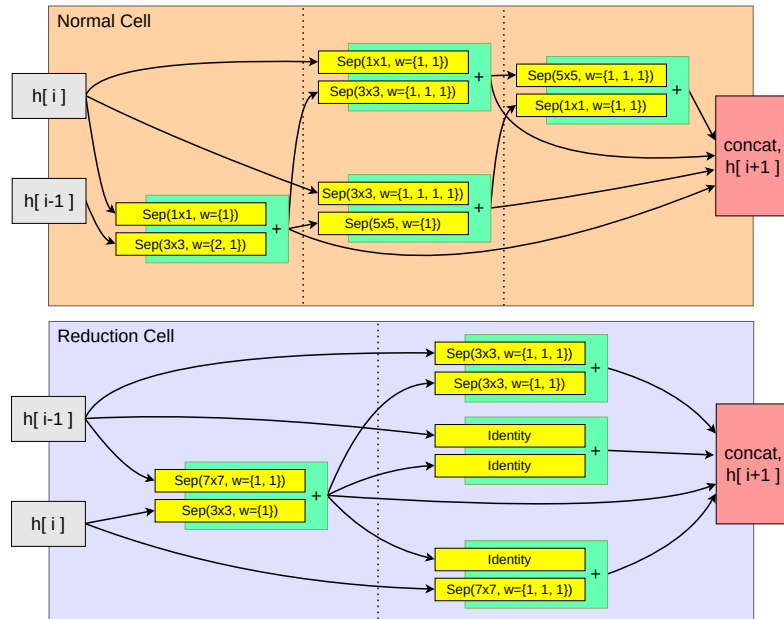 Normal Cell
h[ i ]
h[ i-1 ]
Sep(1x1, w={1})
Sep(3x3, w={2, 1})
+
Sep(1x1, w={1, 1})
Sep(3x3, w={1, 1, 1})
+
Sep(3x3, w={1, 1, 1, 1})
Sep(5x5, w={1})
+
Sep(5x5, w={1, 1, 1})
Sep(1x1, w={1, 1})
+
concat,
h[ i+1 ]
Reduction Cell
h[ i-1 ]
h[ i ]
Sep(7x7, w={1, 1})
Sep(3x3, w={1})
+
Sep(3x3, w={1, 1, 1})
Sep(3x3, w={1, 1})
+
Identity
Identity
+
Identity
Sep(7x7, w={1, 1, 1})
+
concat,
h[ i+1 ]